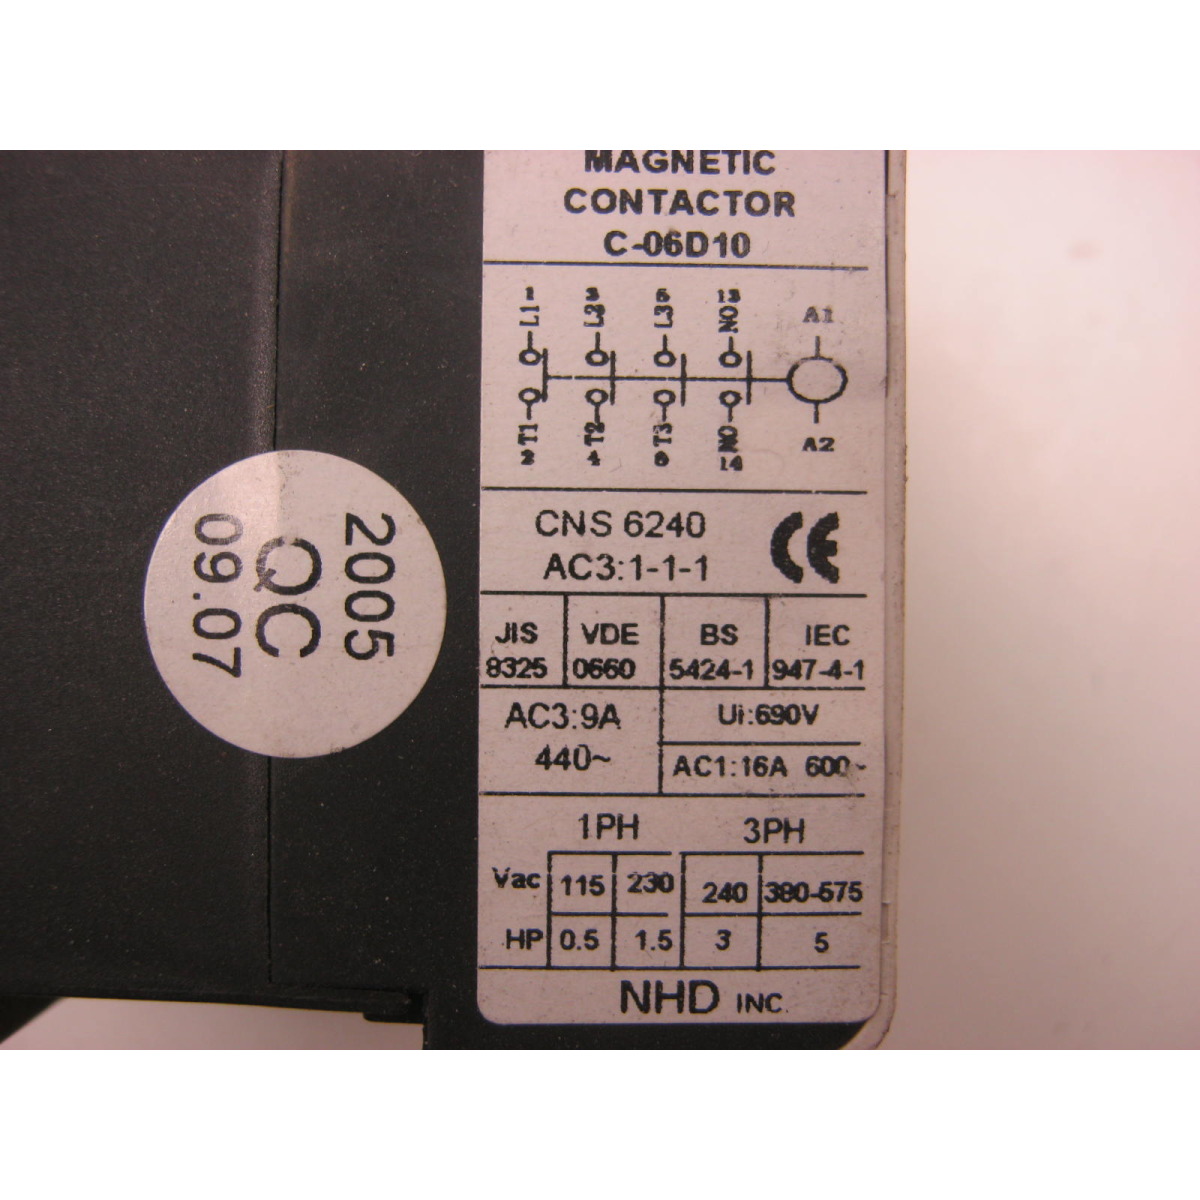 MAGNETIC
CONTACTOR
C-06D10
1 3 5 13
L1 L2 L3 NO A1
T1 T2 T3 NO A2
2 4 6 14
CNS 6240
AC3:1-1-1
CE
JIS VDE BS IEC
8325 0660 5424-1 947-4-1
AC3:9A
440~
Ui:690V
AC1:16A 600~
1PH 3PH
Vac 115 230 240 380-575
HP 0.5 1.5 3 5
NHD INC.
2005
QC
09.07